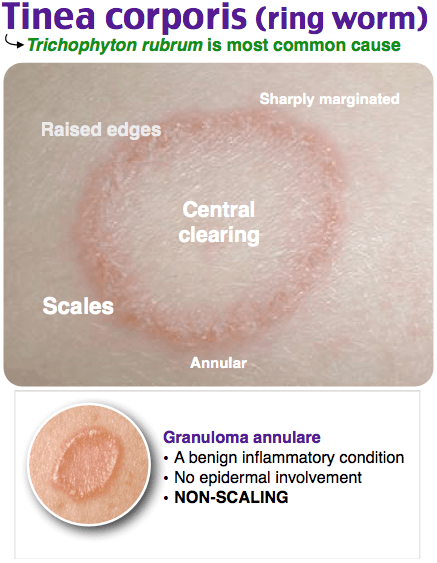 Tinea corporis (ring worm)
Trichophyton rubrum is most common cause
Sharply marginated
Raised edges
Central
clearing
Scales
Annular
Granuloma annulare
• A benign inflammatory condition
• No epidermal involvement
• NON-SCALING